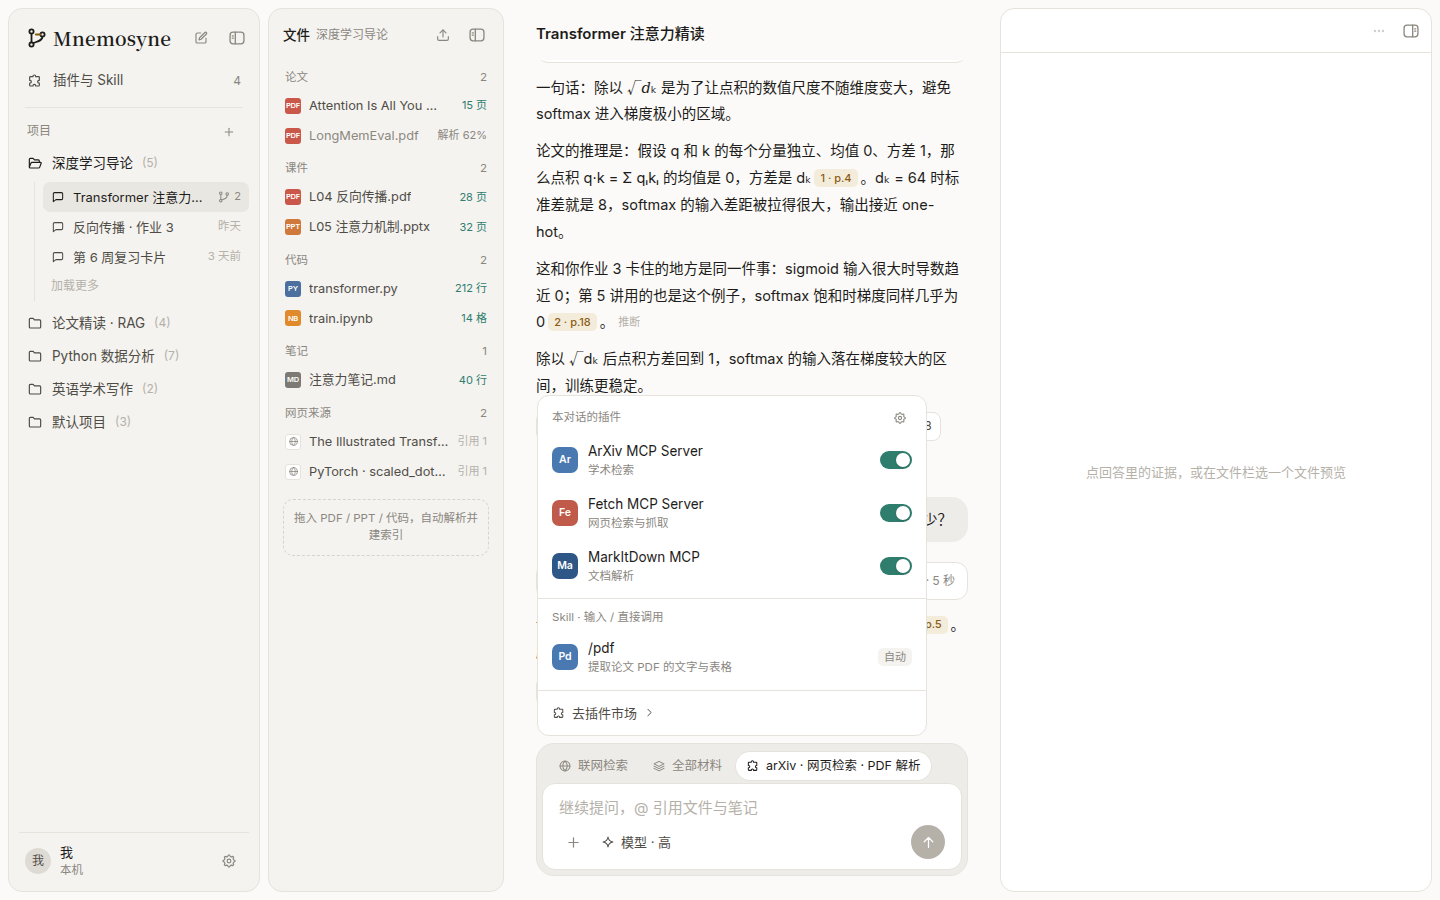 Mnemosyne
插件与 Skill 4
项目
深度学习导论 (5)
Transformer 注意力... 2
反向传播 · 作业 3 昨天
第 6 周复习卡片 3 天前
加载更多
论文精读 · RAG (4)
Python 数据分析 (7)
英语学术写作 (2)
默认项目 (3)
我 我
本机
文件 深度学习导论
论文 2
PDF Attention Is All You ... 15 页
PDF LongMemEval.pdf 解析 62%
课件 2
PDF L04 反向传播.pdf 28 页
PPT L05 注意力机制.pptx 32 页
代码 2
PY transformer.py 212 行
NB train.ipynb 14 格
笔记 1
MD 注意力笔记.md 40 行
网页来源 2
The Illustrated Transf... 引用 1
PyTorch · scaled_dot... 引用 1
拖入 PDF / PPT / 代码，自动解析并
建索引
Transformer 注意力精读
一句话：除以 √dₖ 是为了让点积的数值尺度不随维度变大，避免
softmax 进入梯度极小的区域。
论文的推理是：假设 q 和 k 的每个分量独立、均值 0、方差 1，那
么点积 q·k = Σ qᵢkᵢ 的均值是 0，方差是 dₖ 1 · p.4 。dₖ = 64 时标
准差就是 8，softmax 的输入差距被拉得很大，输出接近 one-
hot。
这和你作业 3 卡住的地方是同一件事：sigmoid 输入很大时导数趋
近 0；第 5 讲用的也是这个例子，softmax 饱和时梯度同样几乎为
0 2 · p.18 。 推断
除以 √dₖ 后点积方差回到 1，softmax 的输入落在梯度较大的区
间，训练更稳定。
本对话的插件
Ar ArXiv MCP Server
学术检索
Fe Fetch MCP Server
网页检索与抓取
Ma MarkItDown MCP
文档解析
Skill · 输入 / 直接调用
Pd /pdf
提取论文 PDF 的文字与表格
自动
去插件市场
少？
· 5 秒
p.5 。
联网检索 全部材料 arXiv · 网页检索 · PDF 解析
继续提问，@ 引用文件与笔记
模型 · 高
点回答里的证据，或在文件栏选一个文件预览